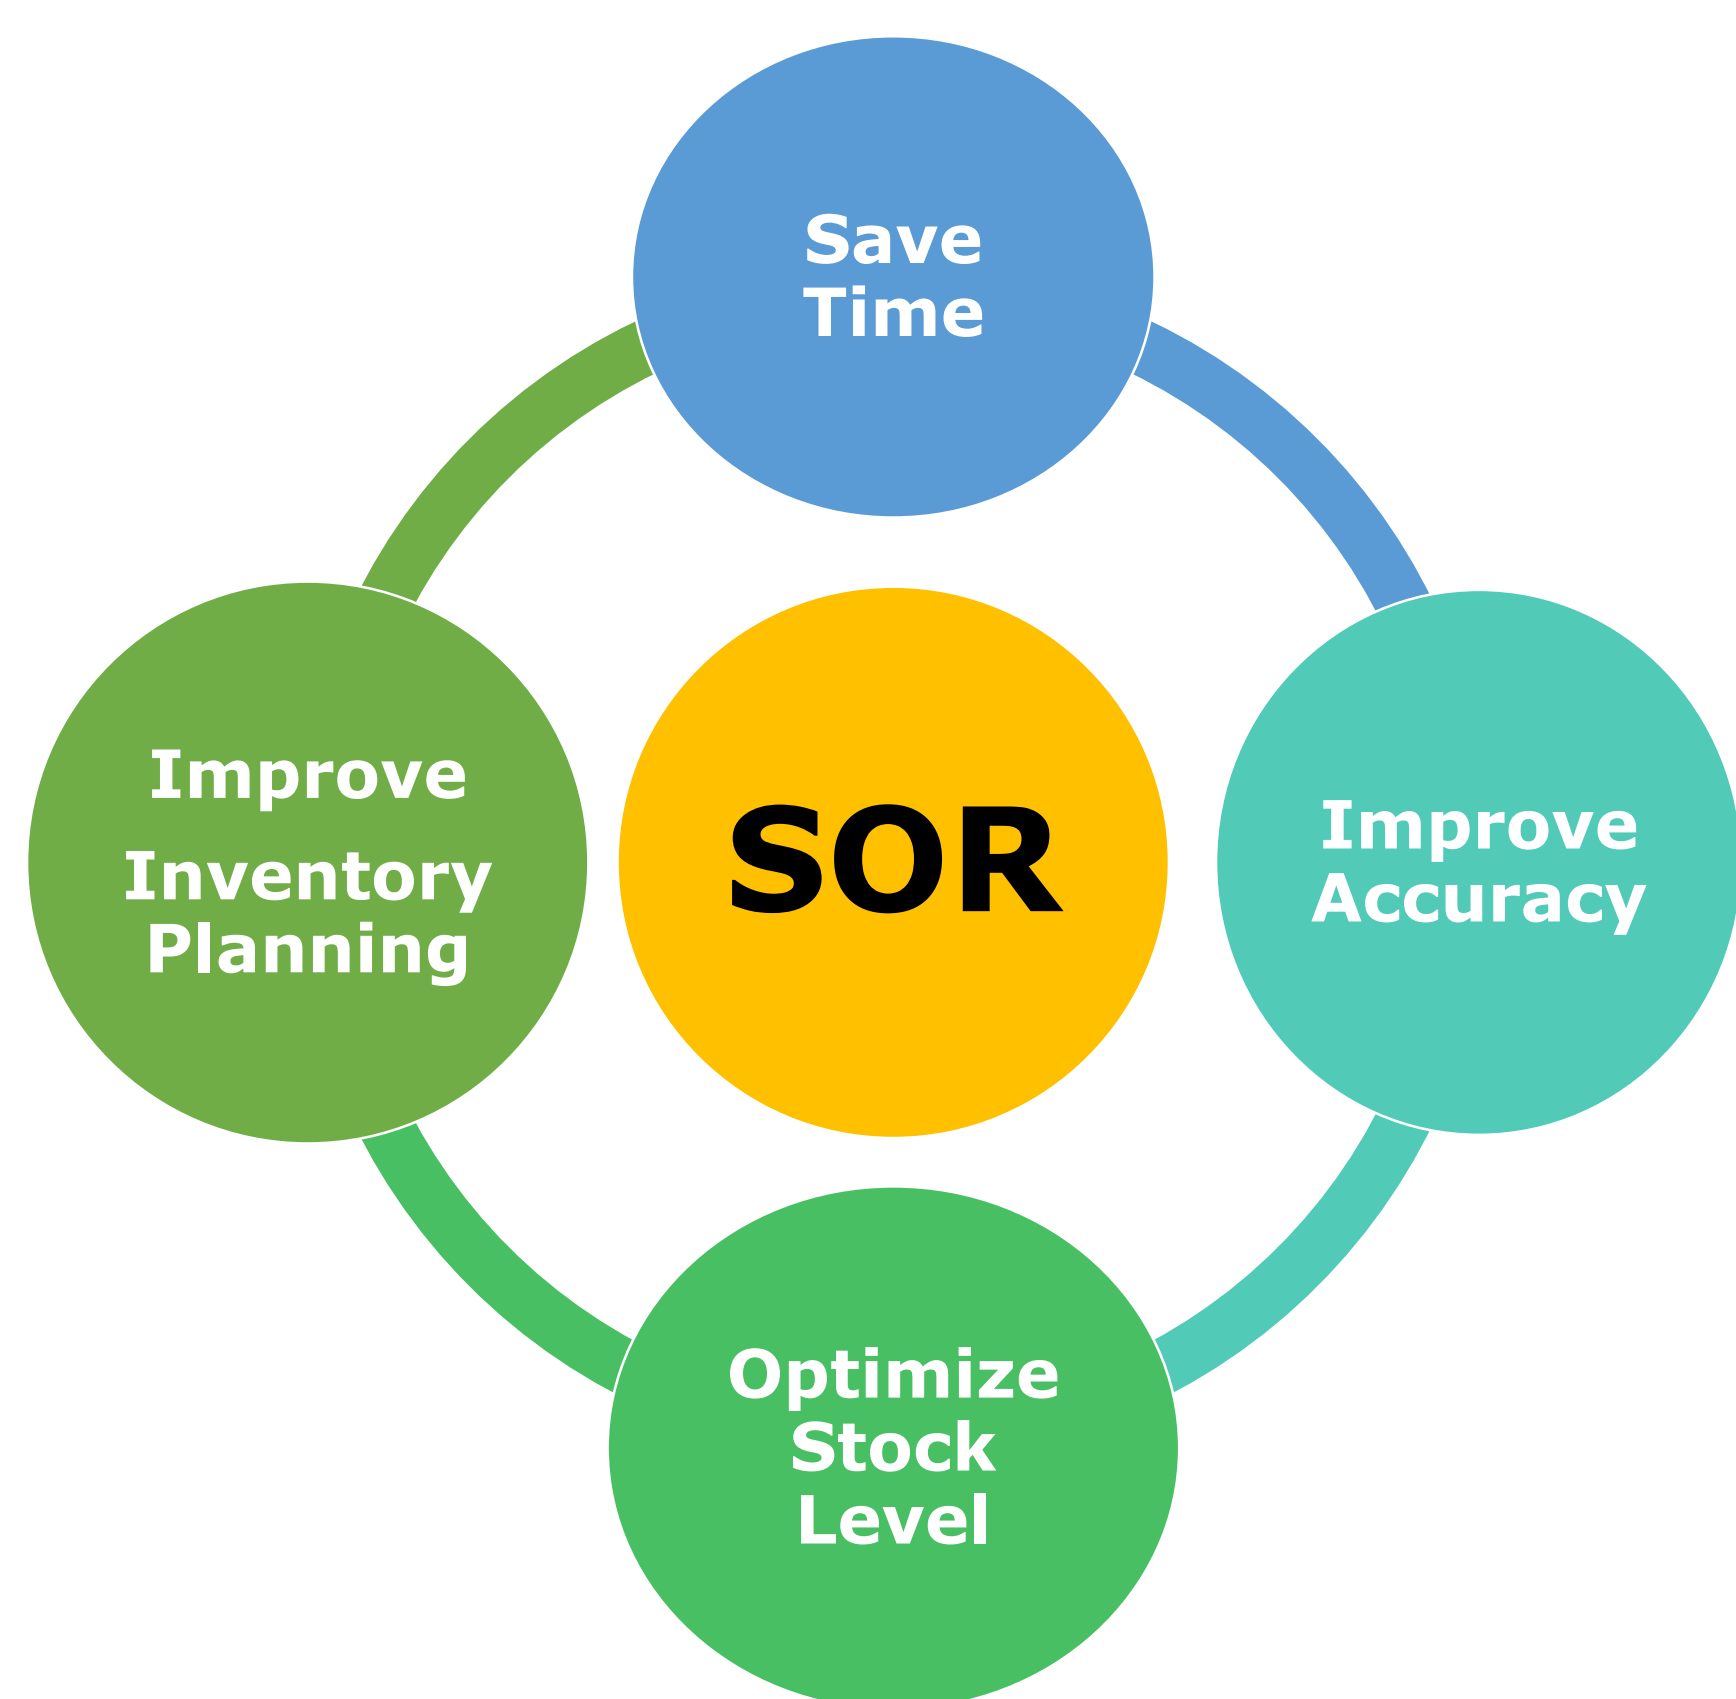 Save
Time
Improve
Inventory
Planning
SOR
Improve
Accuracy
Optimize
Stock
Level